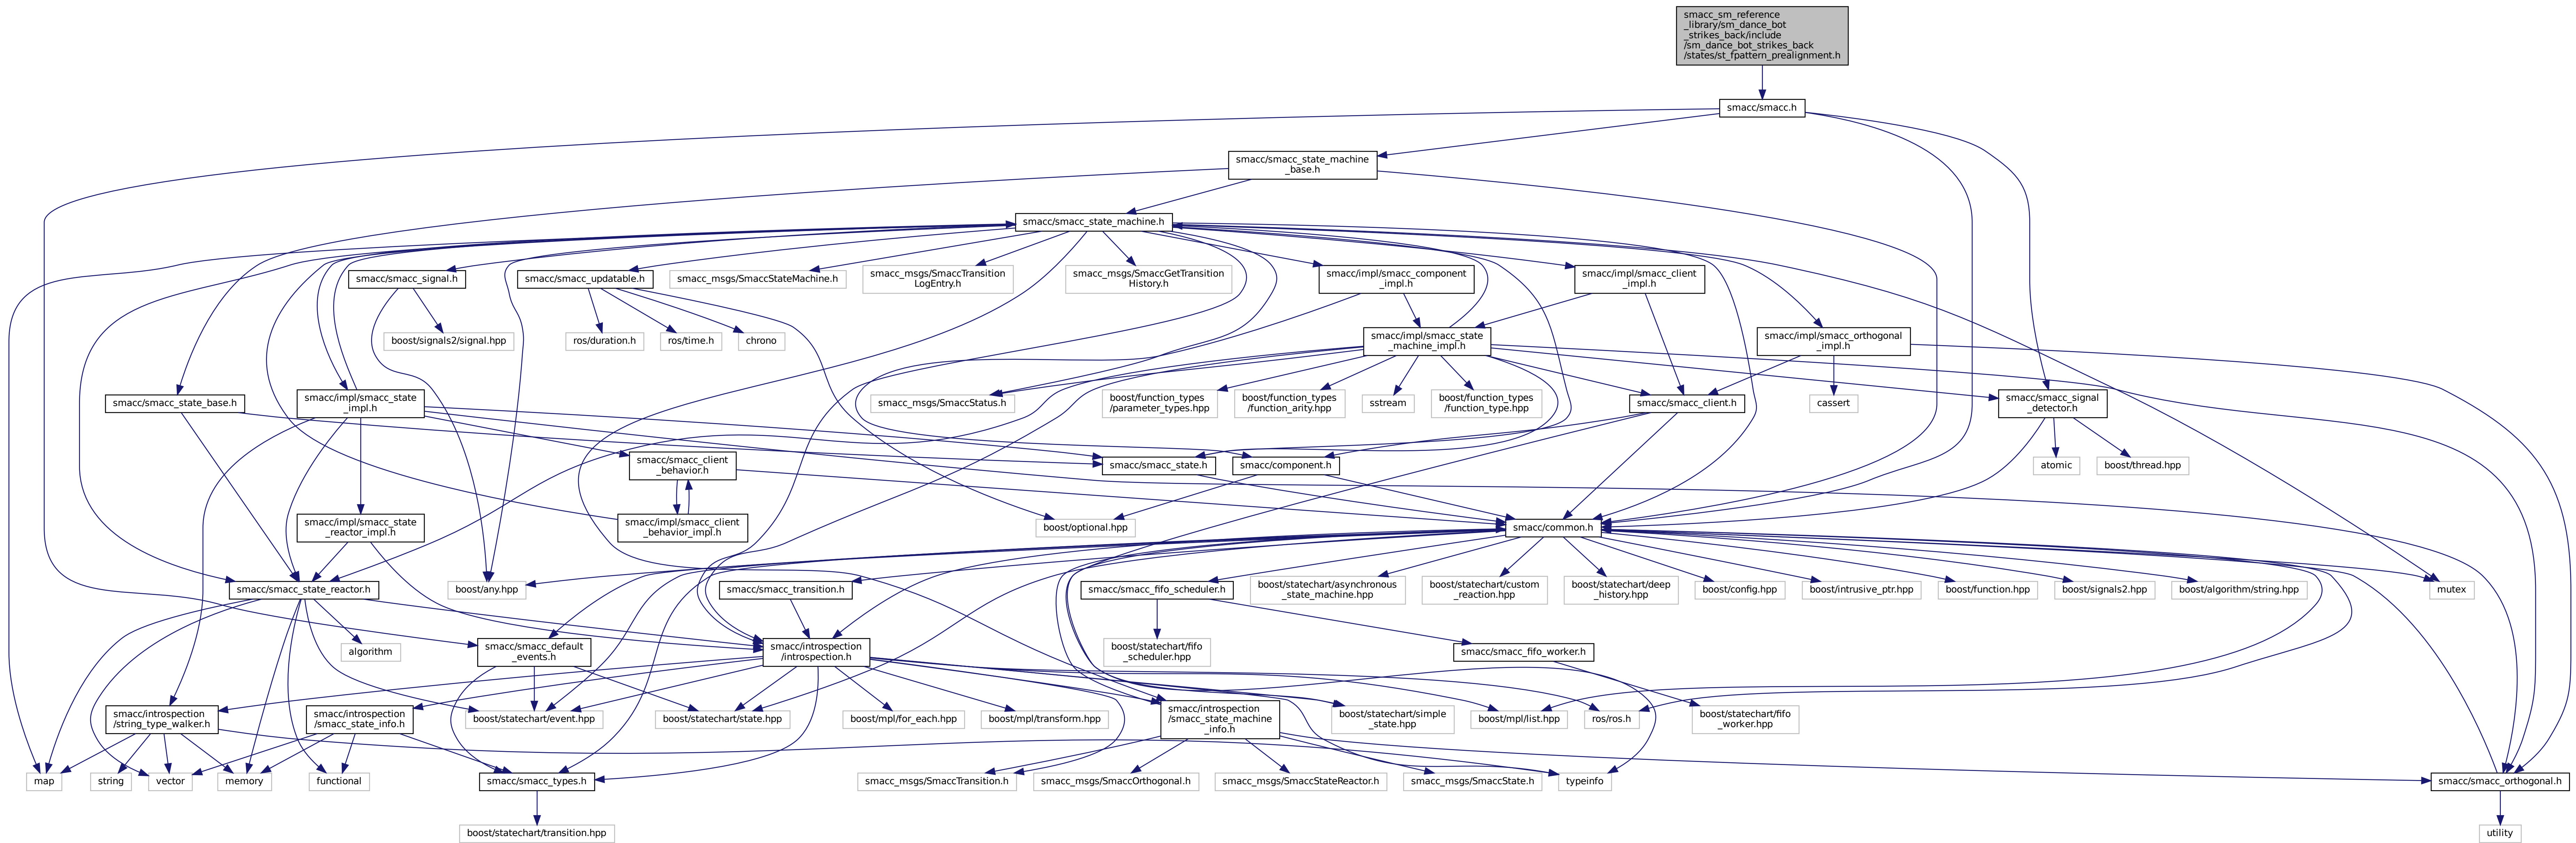 smacc_sm_reference
_library/sm_dance_bot
_strikes_back/include
/sm_dance_bot_strikes_back
/states/st_fpattern_prealignment.h
smacc/smacc.h
smacc/smacc_state_machine
_base.h
smacc/smacc_state_machine.h
smacc/smacc_signal.h
smacc/smacc_updatable.h
smacc_msgs/SmaccStateMachine.h
smacc_msgs/SmaccTransition
LogEntry.h
smacc_msgs/SmaccGetTransition
History.h
smacc/impl/smacc_component
_impl.h
smacc/impl/smacc_client
_impl.h
boost/signals2/signal.hpp
ros/duration.h
ros/time.h
chrono
smacc/impl/smacc_state
_machine_impl.h
smacc/impl/smacc_orthogonal
_impl.h
smacc/smacc_state_base.h
smacc/impl/smacc_state
_impl.h
smacc_msgs/SmaccStatus.h
boost/function_types
/parameter_types.hpp
boost/function_types
/function_arity.hpp
sstream
boost/function_types
/function_type.hpp
smacc/smacc_client.h
cassert
smacc/smacc_signal
_detector.h
smacc/smacc_client
_behavior.h
smacc/smacc_state.h
smacc/component.h
atomic
boost/thread.hpp
smacc/impl/smacc_state
_reactor_impl.h
smacc/impl/smacc_client
_behavior_impl.h
boost/optional.hpp
smacc/common.h
smacc/smacc_state_reactor.h
boost/any.hpp
smacc/smacc_transition.h
smacc/smacc_fifo_scheduler.h
boost/statechart/asynchronous
_state_machine.hpp
boost/statechart/custom
_reaction.hpp
boost/statechart/deep
_history.hpp
boost/config.hpp
boost/intrusive_ptr.hpp
boost/function.hpp
boost/signals2.hpp
boost/algorithm/string.hpp
mutex
algorithm
smacc/smacc_default
_events.h
smacc/introspection
/introspection.h
boost/statechart/fifo
_scheduler.hpp
smacc/smacc_fifo_worker.h
smacc/introspection
/string_type_walker.h
smacc/introspection
/smacc_state_info.h
boost/statechart/event.hpp
boost/statechart/state.hpp
boost/mpl/for_each.hpp
boost/mpl/transform.hpp
smacc/introspection
/smacc_state_machine
_info.h
boost/statechart/simple
_state.hpp
boost/mpl/list.hpp
ros/ros.h
boost/statechart/fifo
_worker.hpp
map
string
vector
memory
functional
smacc/smacc_types.h
smacc_msgs/SmaccTransition.h
smacc_msgs/SmaccOrthogonal.h
smacc_msgs/SmaccStateReactor.h
smacc_msgs/SmaccState.h
typeinfo
smacc/smacc_orthogonal.h
boost/statechart/transition.hpp
utility